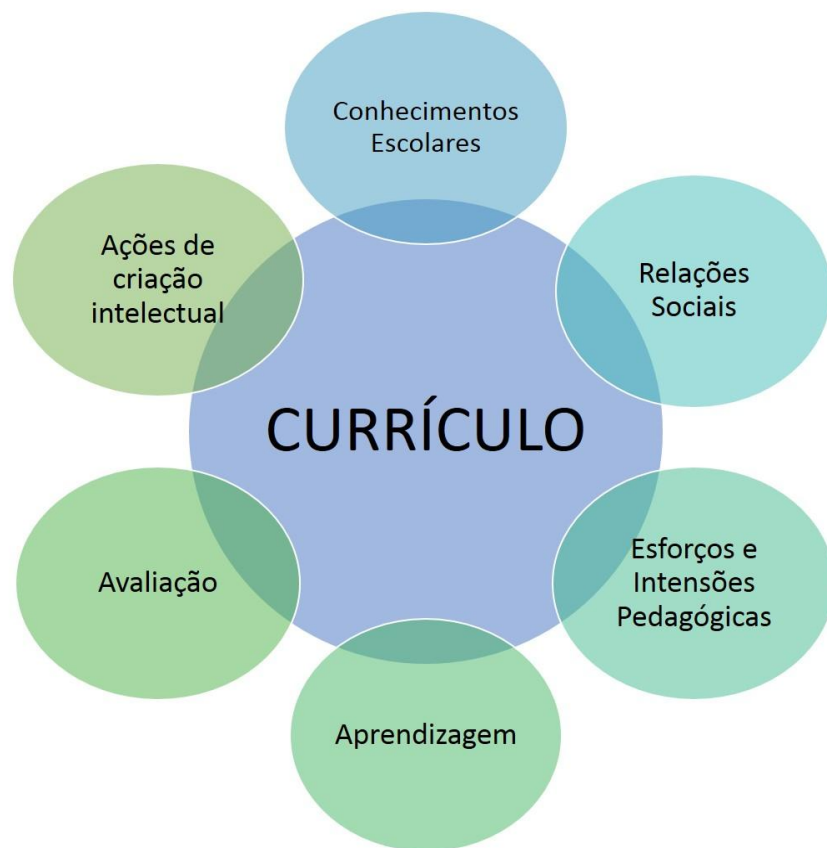 Conhecimentos
Escolares
Relações
Sociais
Esforços e
Intensões
Pedagógicas
Aprendizagem
Avaliação
Ações de
criação
intelectual
CURRÍCULO